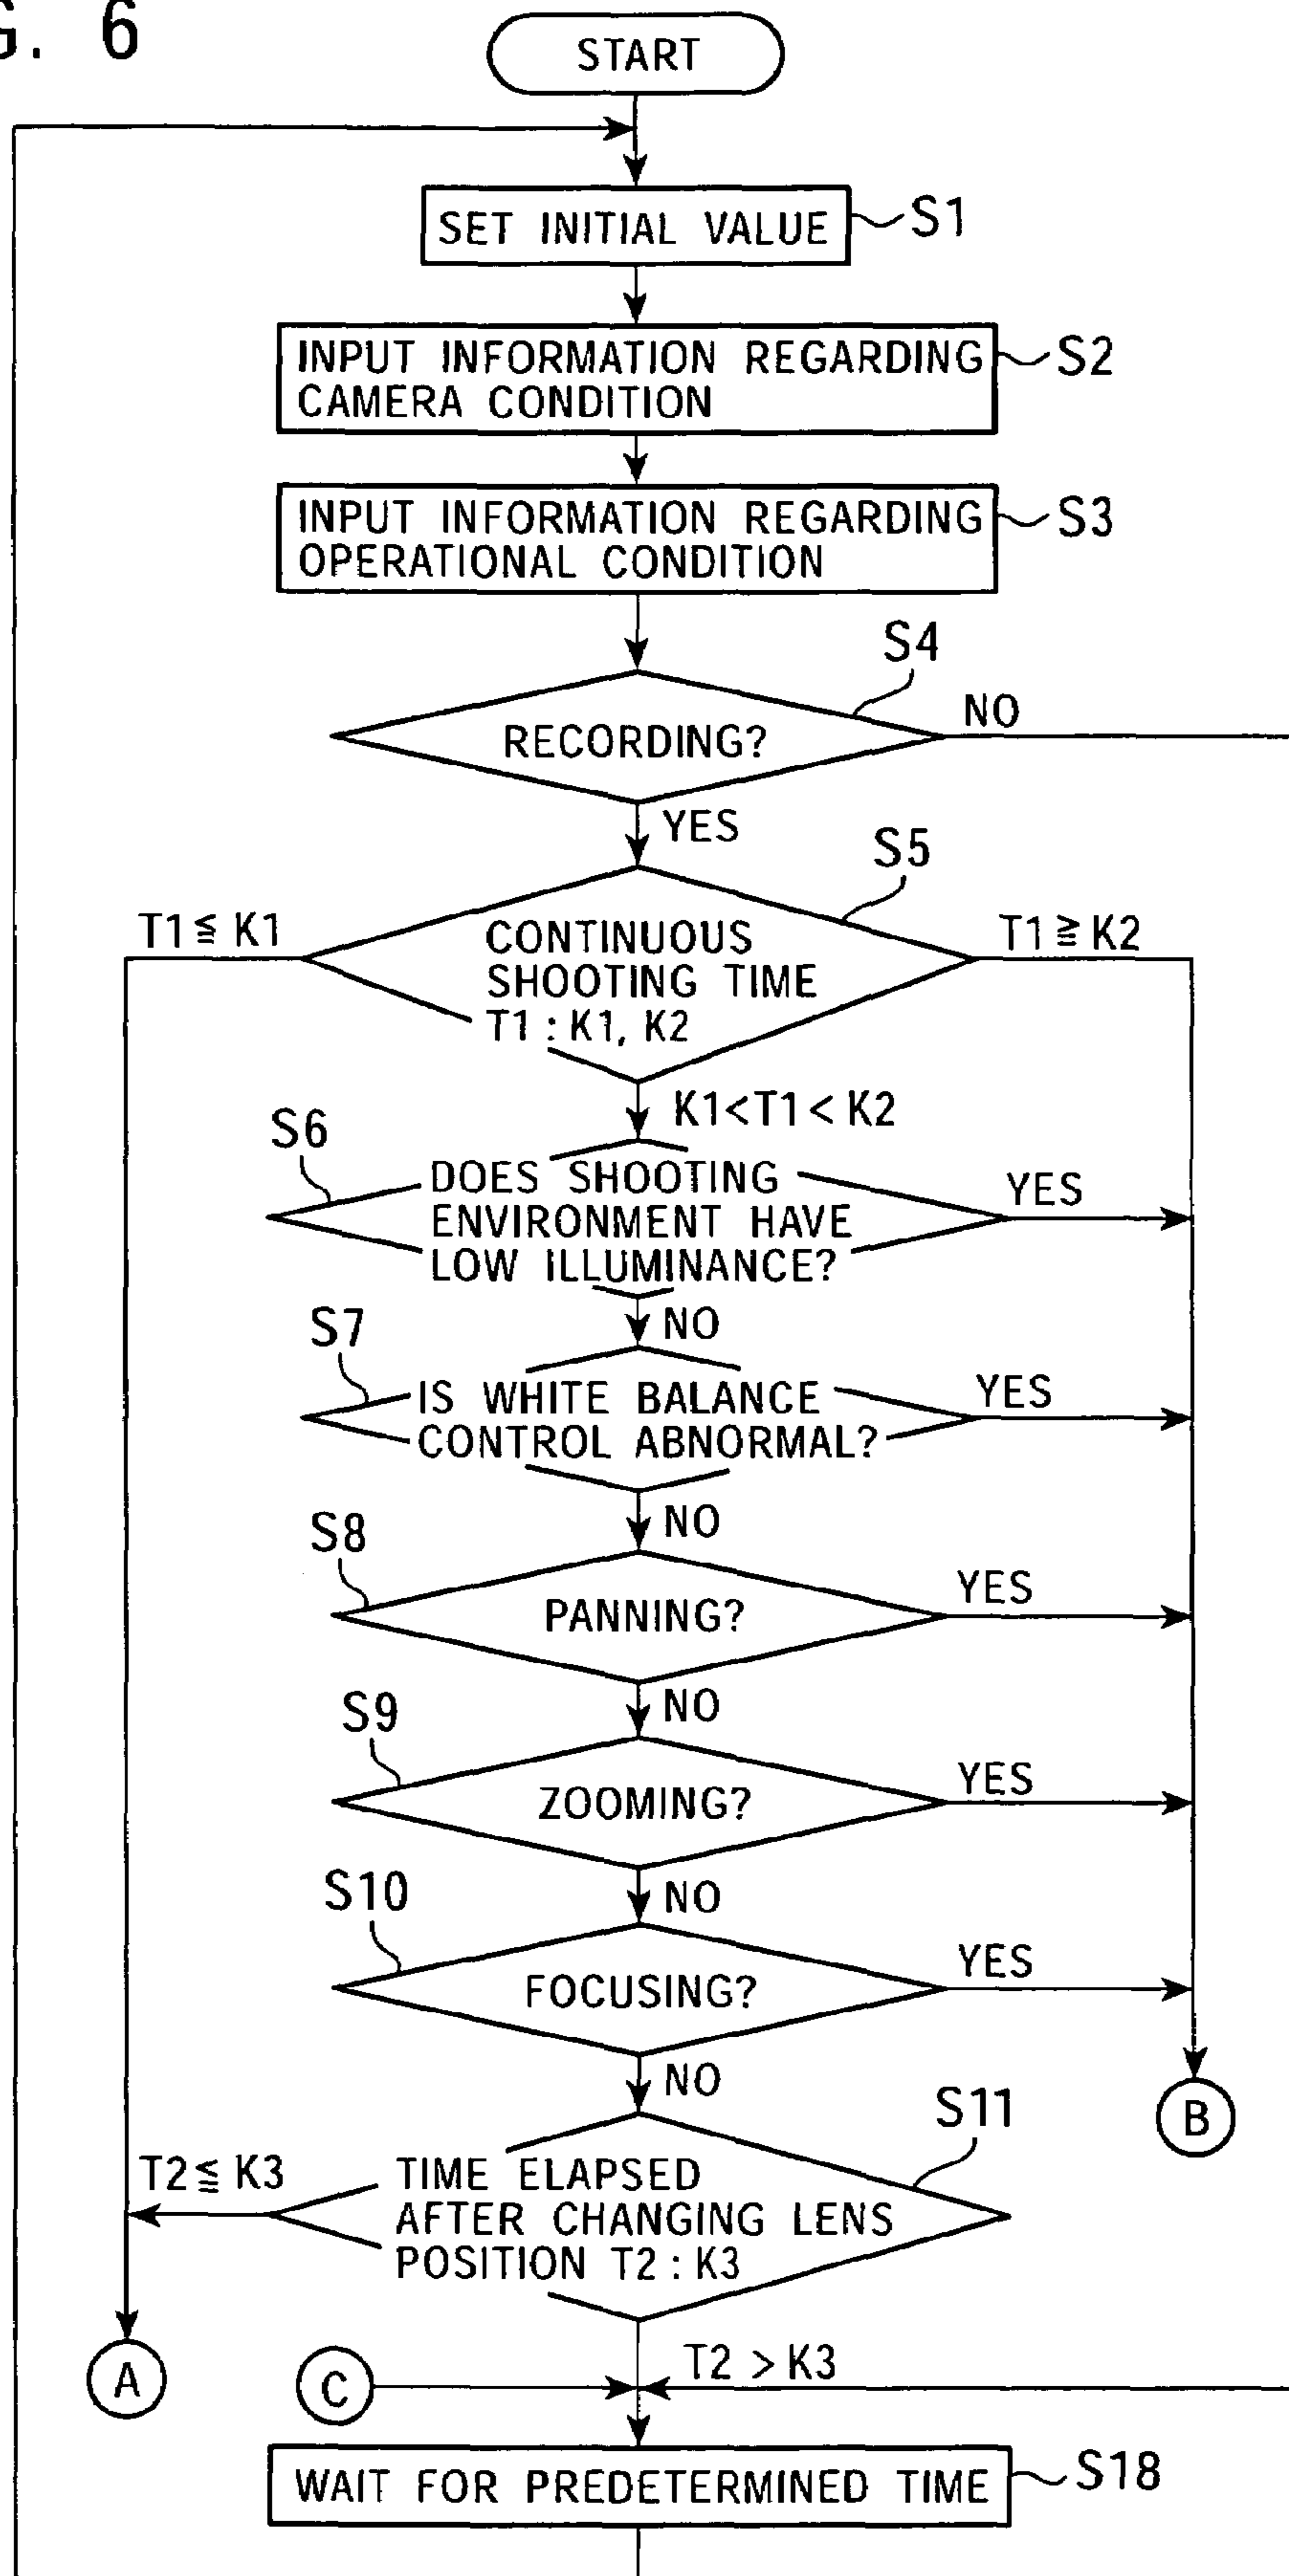 G. 6
START
SET INITIAL VALUE
S1
INPUT INFORMATION REGARDING
CAMERA CONDITION
S2
INPUT INFORMATION REGARDING
OPERATIONAL CONDITION
S3
S4
RECORDING?
NO
YES
S5
T1≦K1
CONTINUOUS
SHOOTING TIME
T1:K1, K2
T1≧K2
K1<T1<K2
S6
DOES SHOOTING
ENVIRONMENT HAVE
LOW ILLUMINANCE?
YES
NO
S7
IS WHITE BALANCE
CONTROL ABNORMAL?
YES
NO
S8
PANNING?
YES
NO
S9
ZOOMING?
YES
NO
S10
FOCUSING?
YES
NO
B
S11
T2≦K3
TIME ELAPSED
AFTER CHANGING LENS
POSITION T2:K3
T2>K3
A
C
WAIT FOR PREDETERMINED TIME
S18